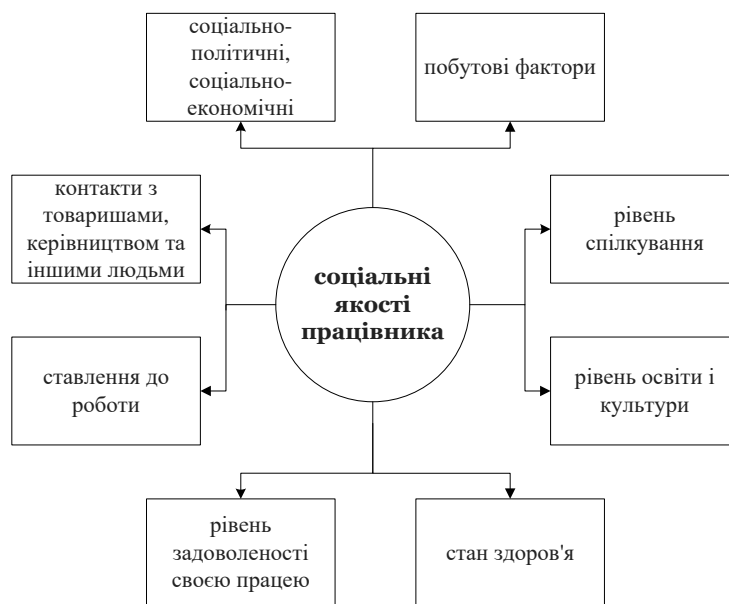 соціально-
політичні,
соціально-
економічні
побутові фактори
контакти з
товаришами,
керівництвом та
іншими людьми
рівень
спілкування
соціальні
якості
працівника
ставлення до
роботи
рівень освіти і
культури
рівень
задоволеності
своєю працею
стан здоров'я